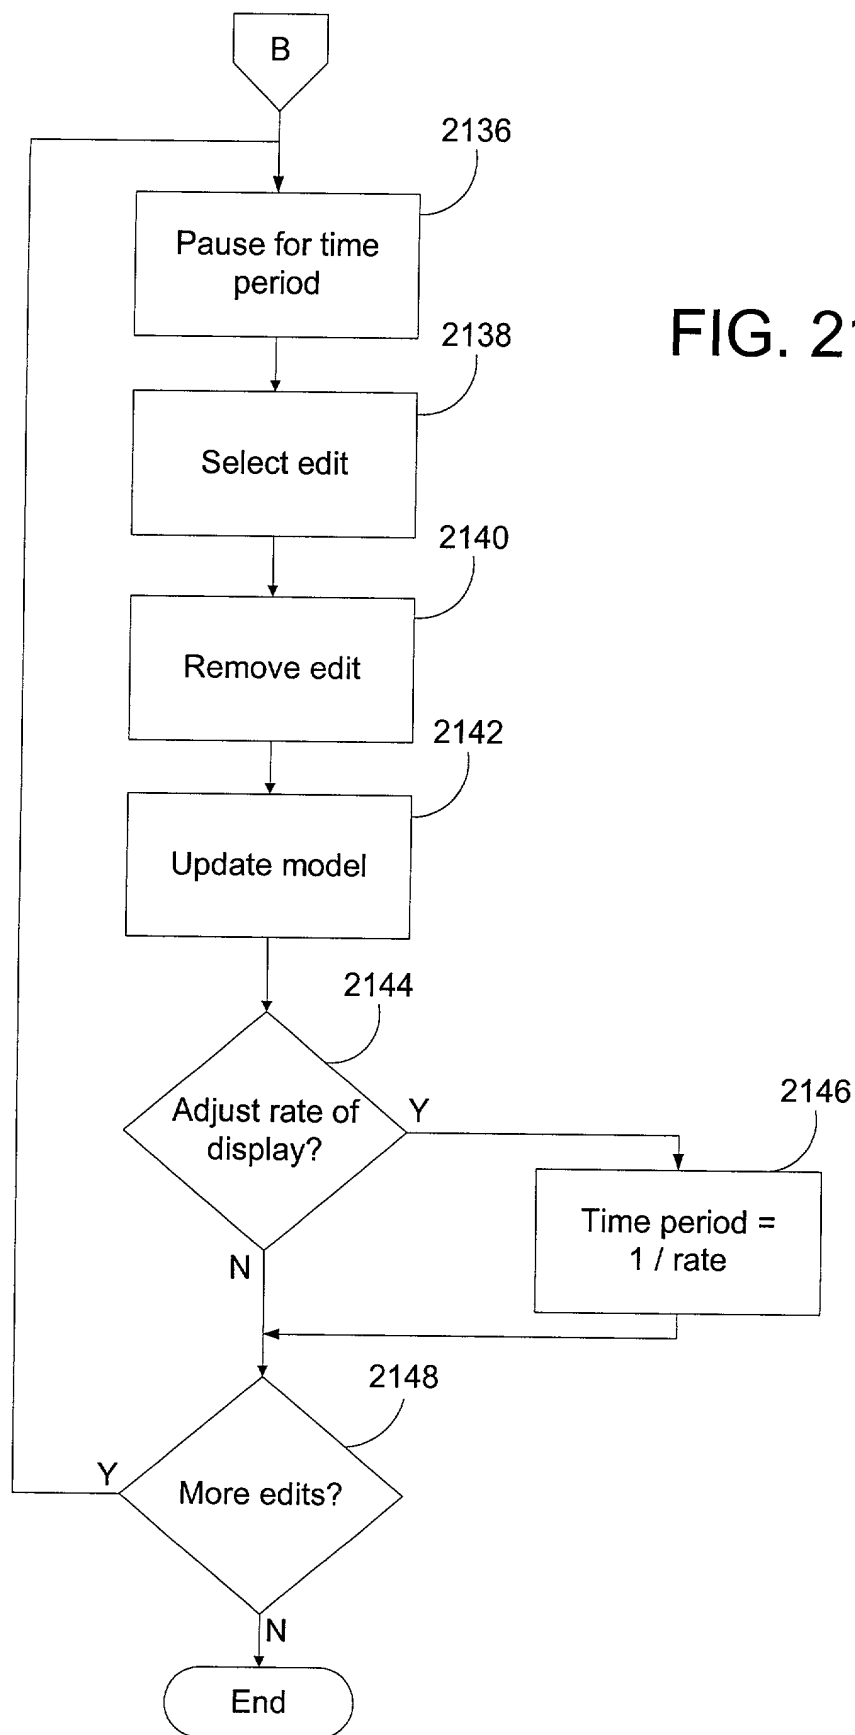 B
2136
Pause for time
period
FIG. 2
2138
Select edit
2140
Remove edit
2142
Update model
2144
Adjust rate of
display?
Y
2146
Time period =
1 / rate
N
2148
Y
More edits?
N
End